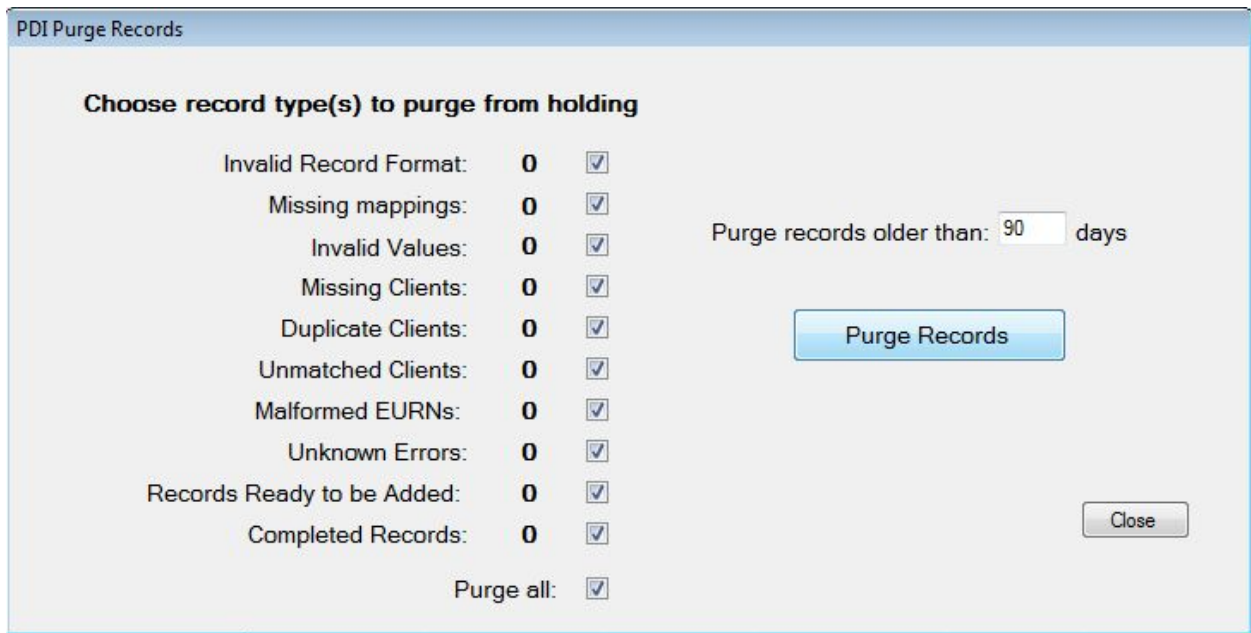 PDI Purge Records
Choose record type(s) to purge from holding
Invalid Record Format: 0
Missing mappings: 0
Invalid Values: 0
Missing Clients: 0
Duplicate Clients: 0
Unmatched Clients: 0
Malformed EURNs: 0
Unknown Errors: 0
Records Ready to be Added: 0
Completed Records: 0
Purge all:
Purge records older than: 90 days
Purge Records
Close